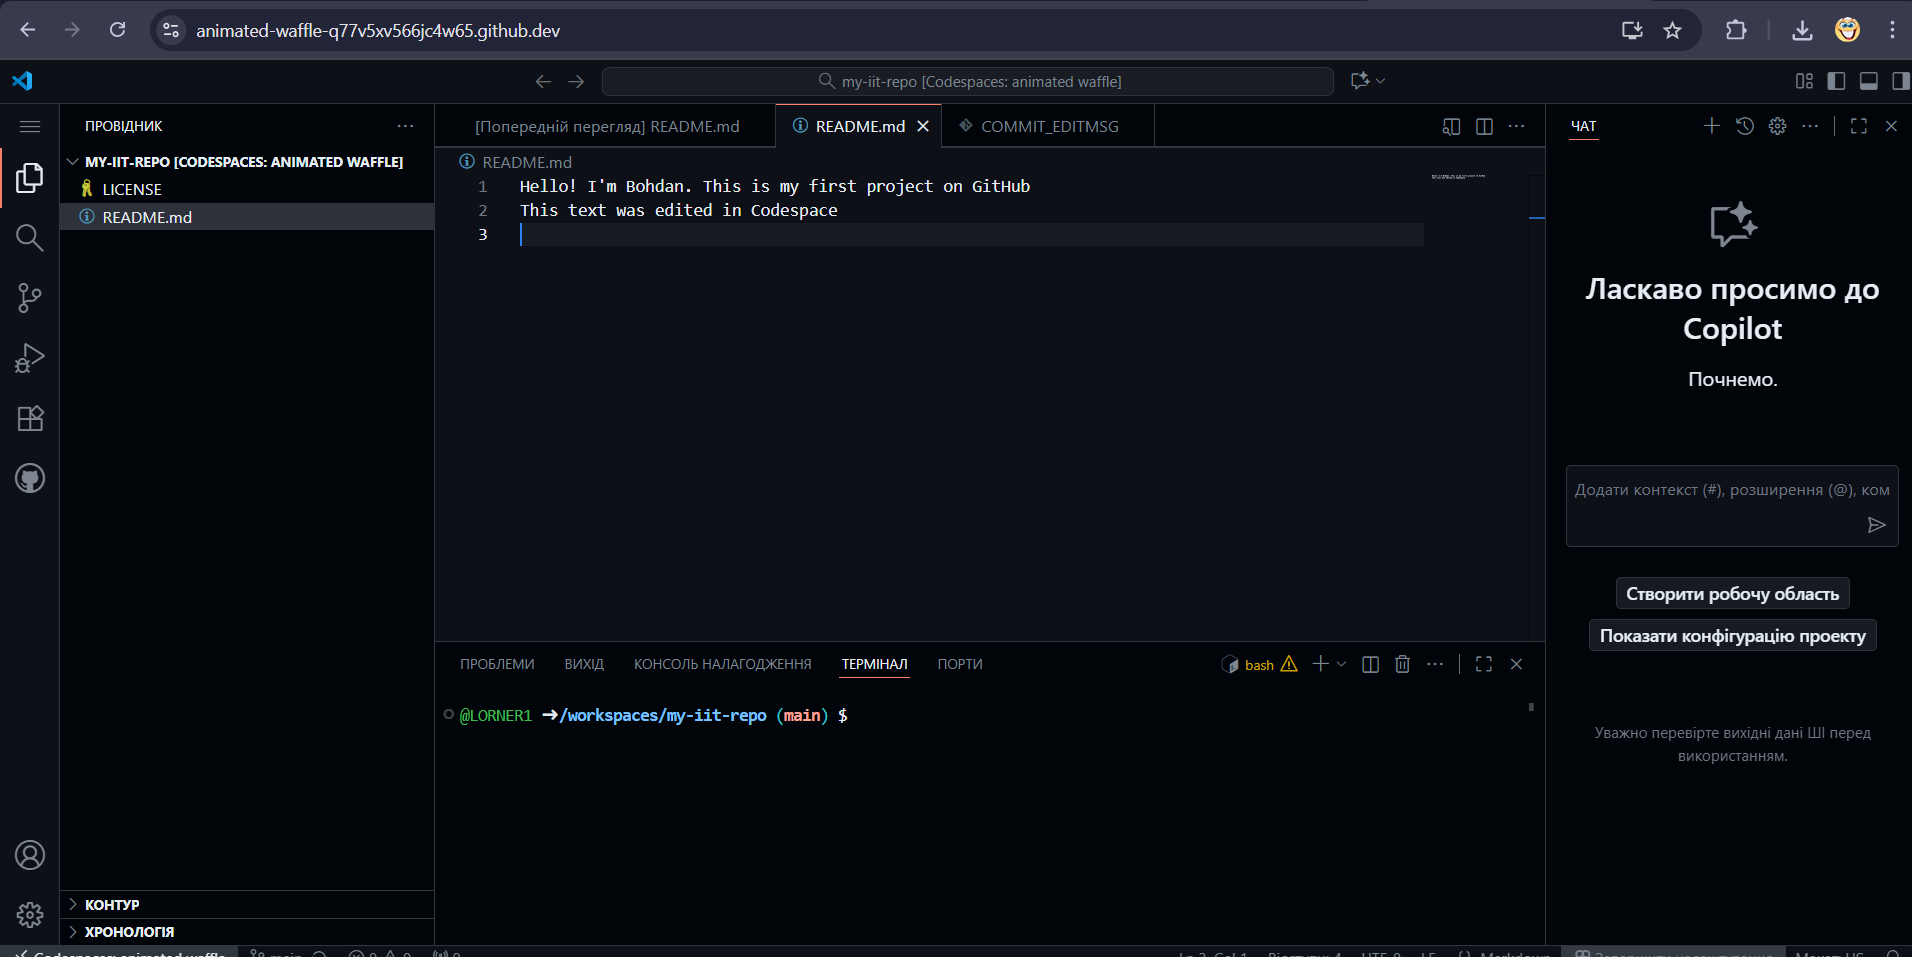 animated-waffle-q77v5xv566jc4w65.github.dev
my-iit-repo [Codespaces: animated waffle]
ПРОВІДНИК
MY-IIT-REPO [CODESPACES: ANIMATED WAFFLE]
LICENSE
README.md
[Попередній перегляд] README.md
README.md
COMMIT_EDITMSG
README.md
1 Hello! I'm Bohdan. This is my first project on GitHub
2 This text was edited in Codespace
3
ПРОБЛЕМИ ВИХІД КОНСОЛЬ НАЛАГОДЖЕННЯ ТЕРМІНАЛ ПОРТИ
bash
@LORNER1 ➜/workspaces/my-iit-repo (main) $
ЧАТ
Ласкаво просимо до
Copilot
Почнемо.
Додати контекст (#), розширення (@), ком
Створити робочу область
Показати конфігурацію проекту
Уважно перевірте вихідні дані ШІ перед
використанням.
КОНТУР
ХРОНОЛОГІЯ
Codespaces: animated waffle
main